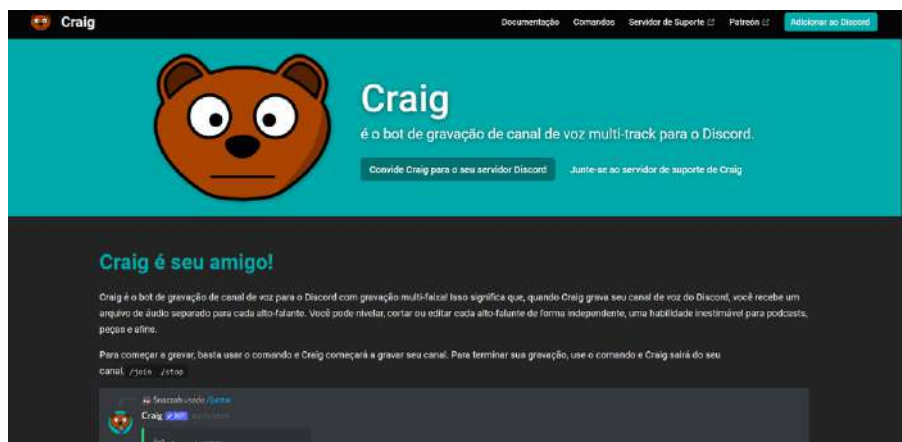 Craig
Documentação Comandos Servidor de Suporte Patreón Adicionar ao Discord
Craig
é o bot de gravação de canal de voz multi-track para o Discord.
Convide Craig para o seu servidor Discord Junte-se ao servidor de suporte de Craig
Craig é seu amigo!
Craig é o bot de gravação de canal de voz para o Discord com gravação multi-faixa! Isso significa que, quando Craig grava seu canal de voz do Discord, você recebe um
arquivo de áudio separado para cada alto-falante. Você pode nivelar, cortar ou editar cada alto-falante de forma independente, uma habilidade inestimável para podcasts,
peças e afins.
Para começar a gravar, basta usar o comando e Craig começará a gravar seu canal. Para terminar sua gravação, use o comando e Craig sairá do seu
canal. /join /stop
Snazzah usado /juntar
Craig BOT